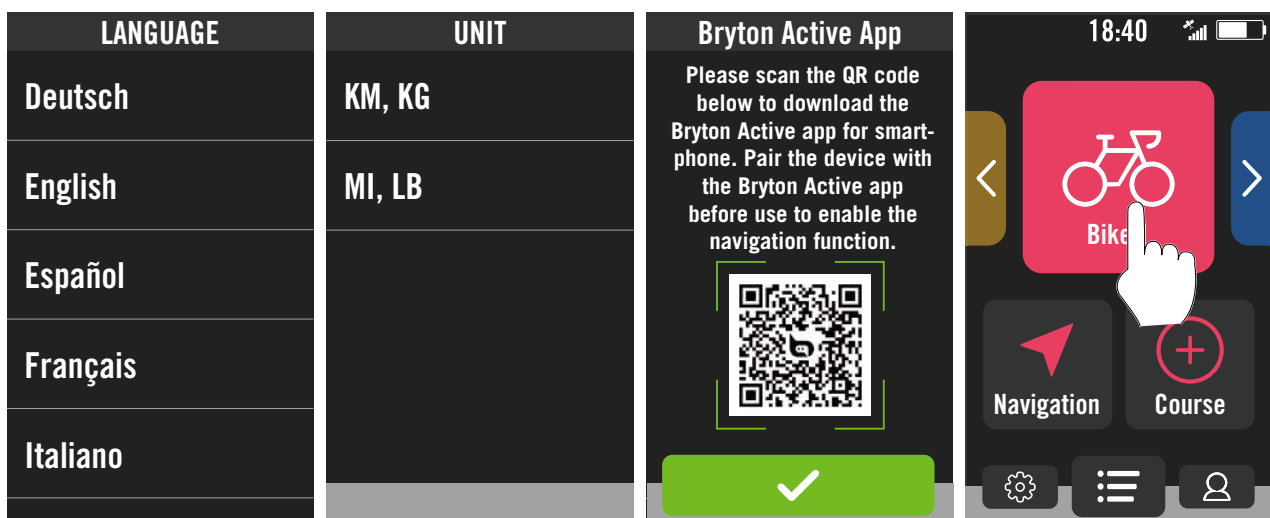 LANGUAGE
Deutsch
English
Español
Français
Italiano
UNIT
KM, KG
MI, LB
Bryton Active App
Please scan the QR code
below to download the
Bryton Active app for smart-
phone. Pair the device with
the Bryton Active app
before use to enable the
navigation function.
18:40
Bike
Navigation
Course